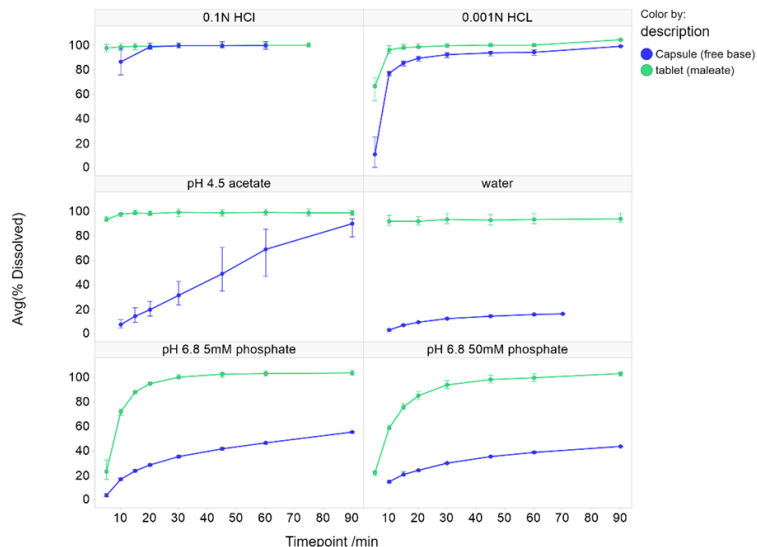 0.1N HCl
0.001N HCL
Color by:
description
Capsule (free base)
tablet (maleate)
100
80
60
40
20
0
pH 4.5 acetate
water
100
80
60
40
20
0
Avg(% Dissolved)
pH 6.8 5mM phosphate
pH 6.8 50mM phosphate
100
80
60
40
20
0
10 20 30 40 50 60 70 80 90
10 20 30 40 50 60 70 80 90
Timepoint /min